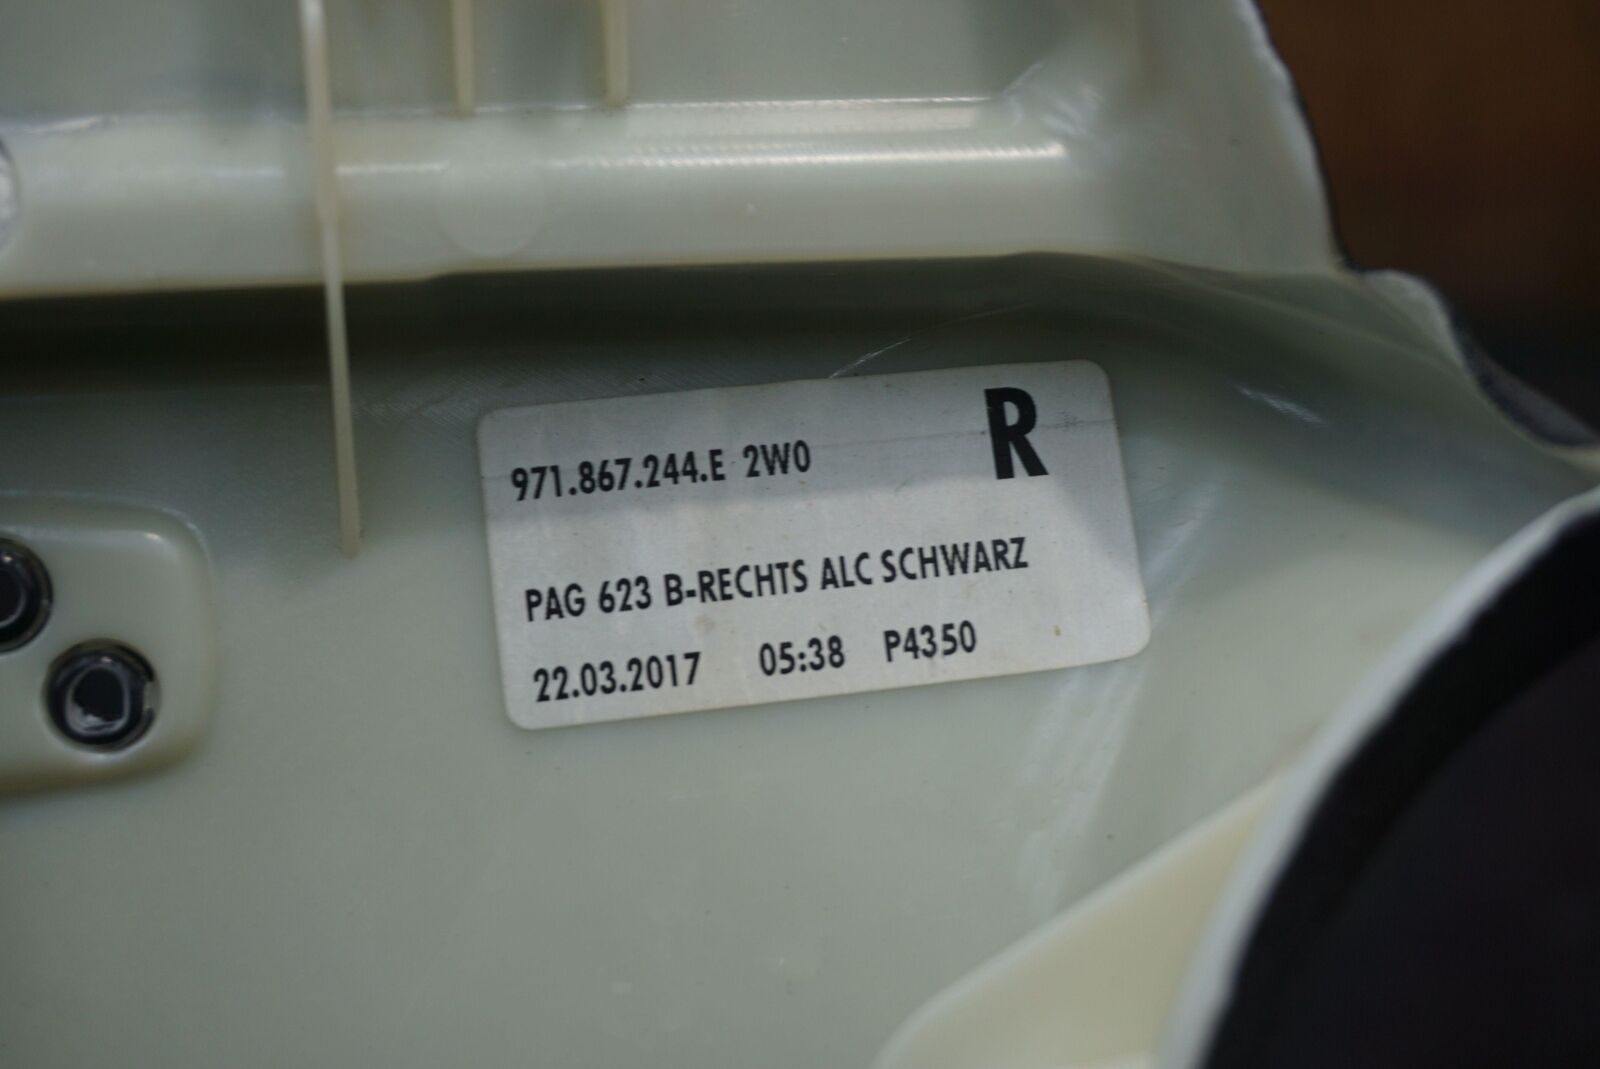 971.867.244.E 2W0 R
PAG 623 B-RECHTS ALC SCHWARZ
22.03.2017 05:38 P4350